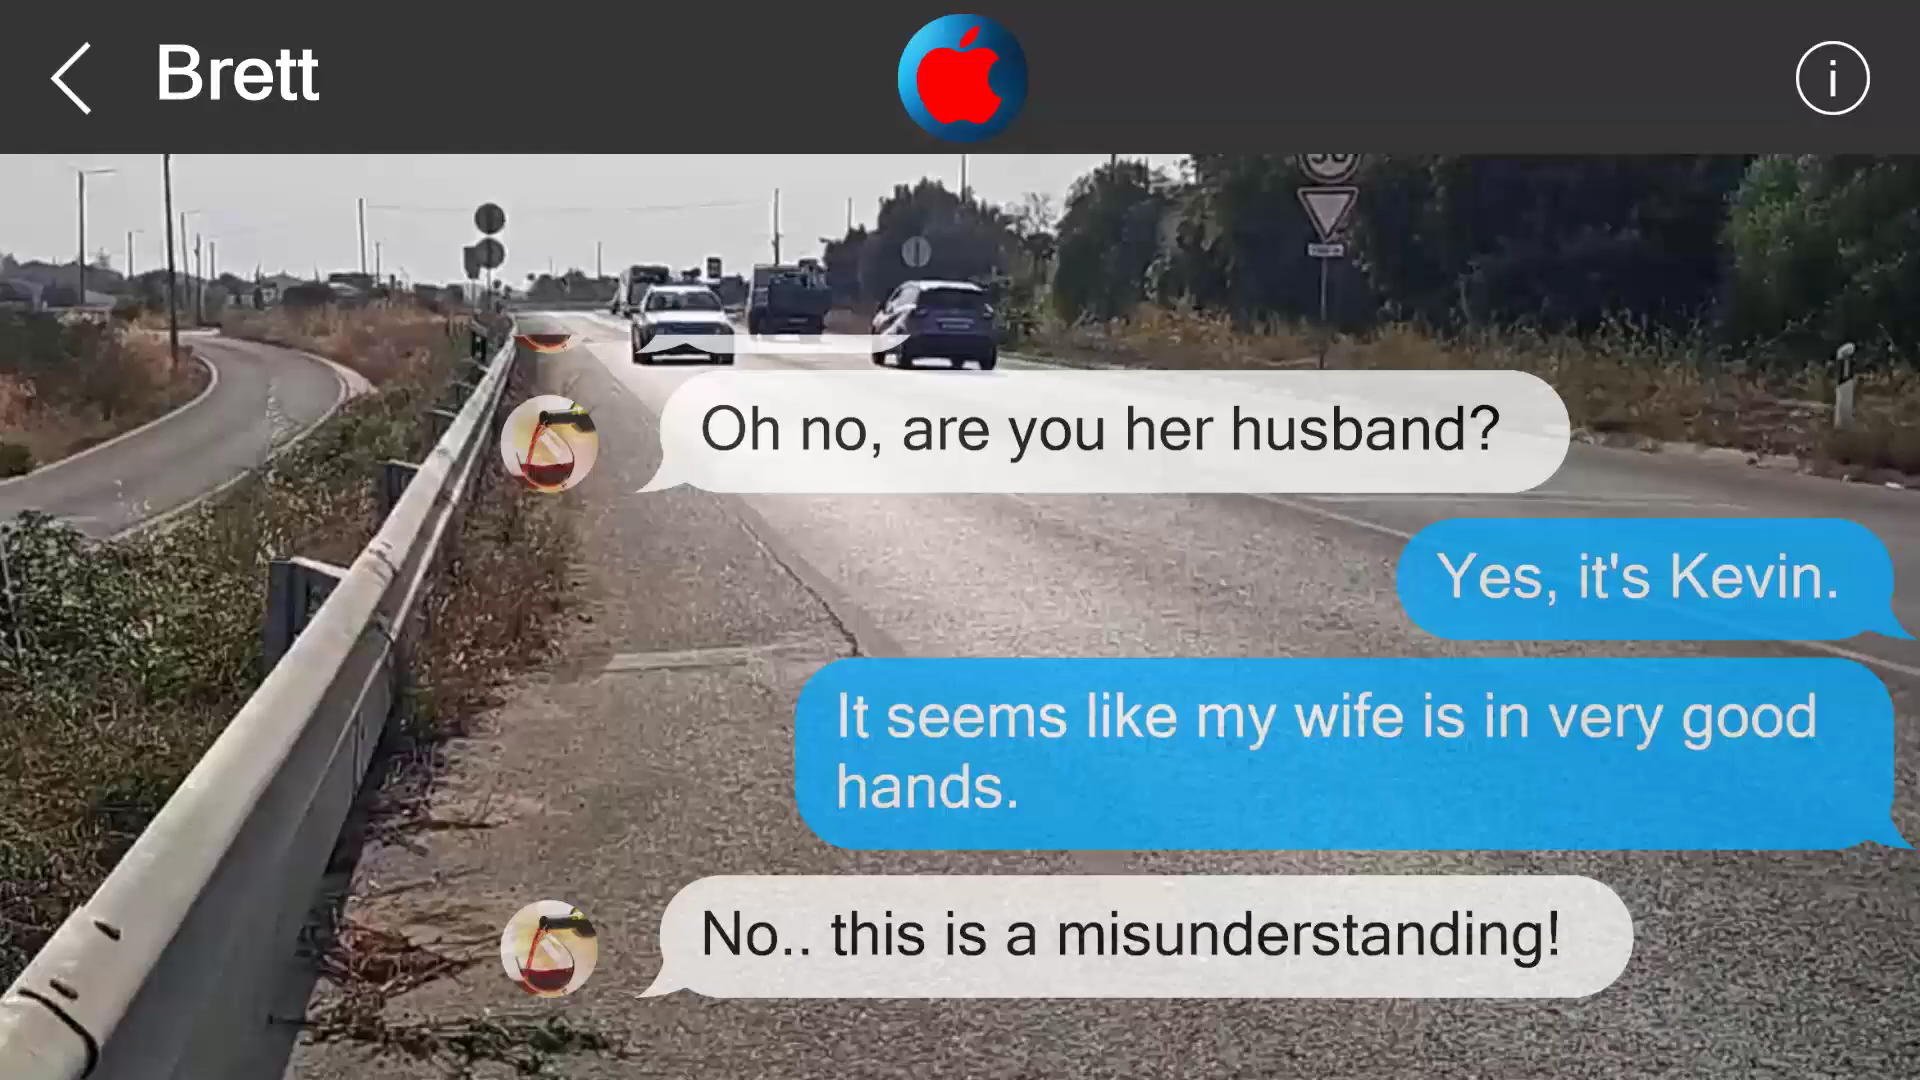 Brett
Oh no, are you her husband?
Yes, it's Kevin.
It seems like my wife is in very good
hands.
No.. this is a misunderstanding!